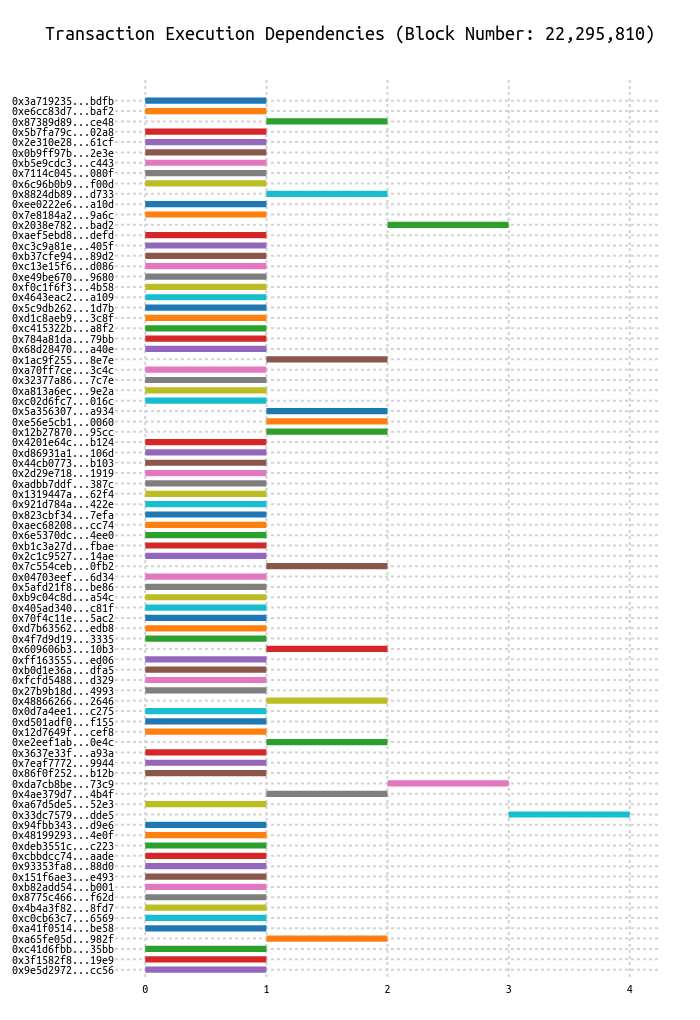 Transaction Execution Dependencies (Block Number: 22,295,810)
0x3a719235...bdfb
0xe6cc83d7...baf2
0x87389d89...ce48
0x5b7fa79c...02a8
0x2e310e28...61cf
0x0b9ff97b...2e3e
0xb5e9cdc3...c443
0x7114c045...080f
0x6c96b0b9...f00d
0x8824db89...d733
0xee0222e6...a10d
0x7e8184a2...9a6c
0x2038e782...bad2
0xaef5ebd8...defd
0xc3c9a81e...405f
0xb37cfe94...89d2
0xc13e15f6...d086
0xe49be670...9680
0xf0c1f6f3...4b58
0x4643eac2...a109
0x5c9db262...1d7b
0xd1c8aeb9...3c8f
0xc415322b...a8f2
0x784a81da...79bb
0x68d28470...a40e
0x1ac9f255...8e7e
0xa70ff7ce...3c4c
0x32377a86...7c7e
0xa813a6ec...9e2a
0xc02d6fc7...016c
0x5a356307...a934
0xe56e5cb1...0060
0x12b27870...95cc
0x4201e64c...b124
0xd86931a1...106d
0x44cb0773...b103
0x2d29e718...1919
0xadbb7ddf...387c
0x1319447a...62f4
0x921d784a...422e
0x823cbf34...7efa
0xaec68208...cc74
0x6e5370dc...4ee0
0xb1c3a27d...fbae
0x2c1c9527...14ae
0x7c554ceb...0fb2
0x04703eef...6d34
0x5afd21f8...be86
0xb9c04c8d...a54c
0x405ad340...c81f
0x70f4c11e...5ac2
0xd7b63562...edb8
0x4f7d9d19...3335
0x609606b3...10b3
0xff163555...ed06
0xb0d1e36a...dfa5
0xfcfd5488...d329
0x27b9b18d...4993
0x48866266...2646
0x0d7a4ee1...c275
0xd501adf0...f155
0x12d7649f...cef8
0xe2eef1ab...0e4c
0x3637e33f...a93a
0x7eaf7772...9944
0x86f0f252...b12b
0xda7cb8be...73c9
0x4ae379d7...4b4f
0xa67d5de5...52e3
0x33dc7579...dde5
0x94fbb343...d9e6
0x48199293...4e0f
0xdeb3551c...c223
0xcbbdcc74...aade
0x93353fa8...88d0
0x151f6ae3...e493
0xb82add54...b001
0x8775c466...f62d
0x4b4a3f82...8fd7
0xc0cb63c7...6569
0xa41f0514...be58
0xa65fe05d...982f
0xc41d6fbb...35bb
0x3f1582f8...19e9
0x9e5d2972...cc56
0 1 2 3 4